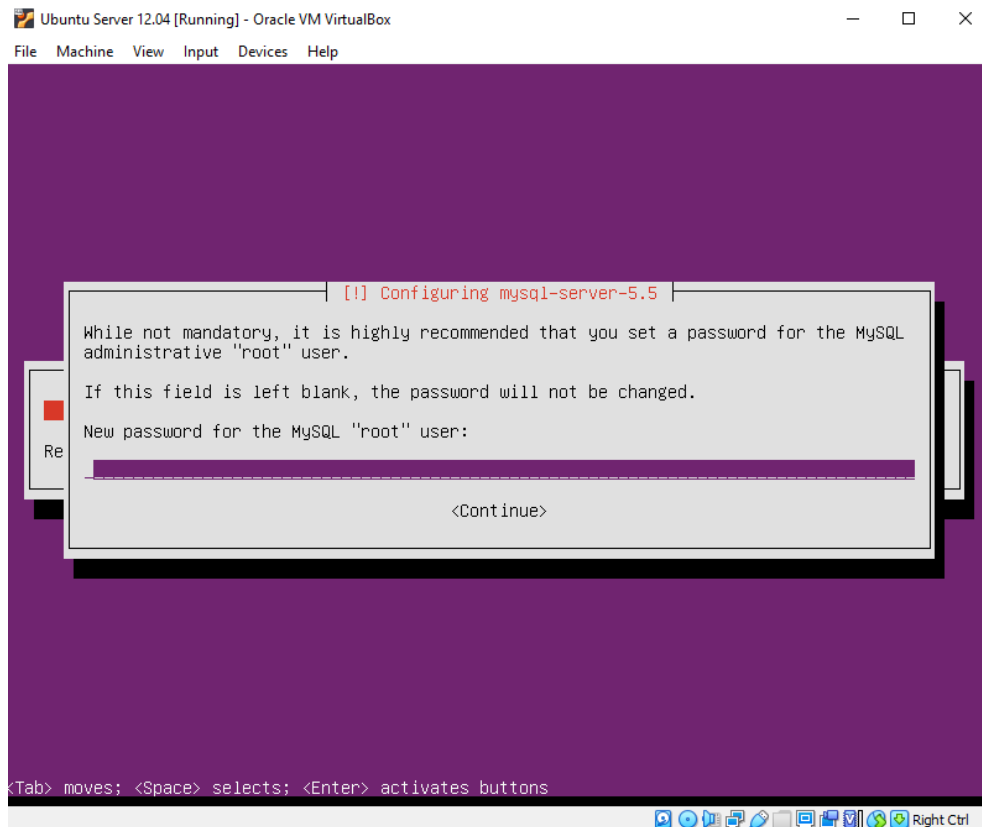 Ubuntu Server 12.04 [Running] - Oracle VM VirtualBox
File Machine View Input Devices Help
[!] Configuring mysql-server-5.5
While not mandatory, it is highly recommended that you set a password for the MySQL
administrative "root" user.
If this field is left blank, the password will not be changed.
New password for the MySQL "root" user:
Re
<Continue>
<Tab> moves; <Space> selects; <Enter> activates buttons
Right Ctrl